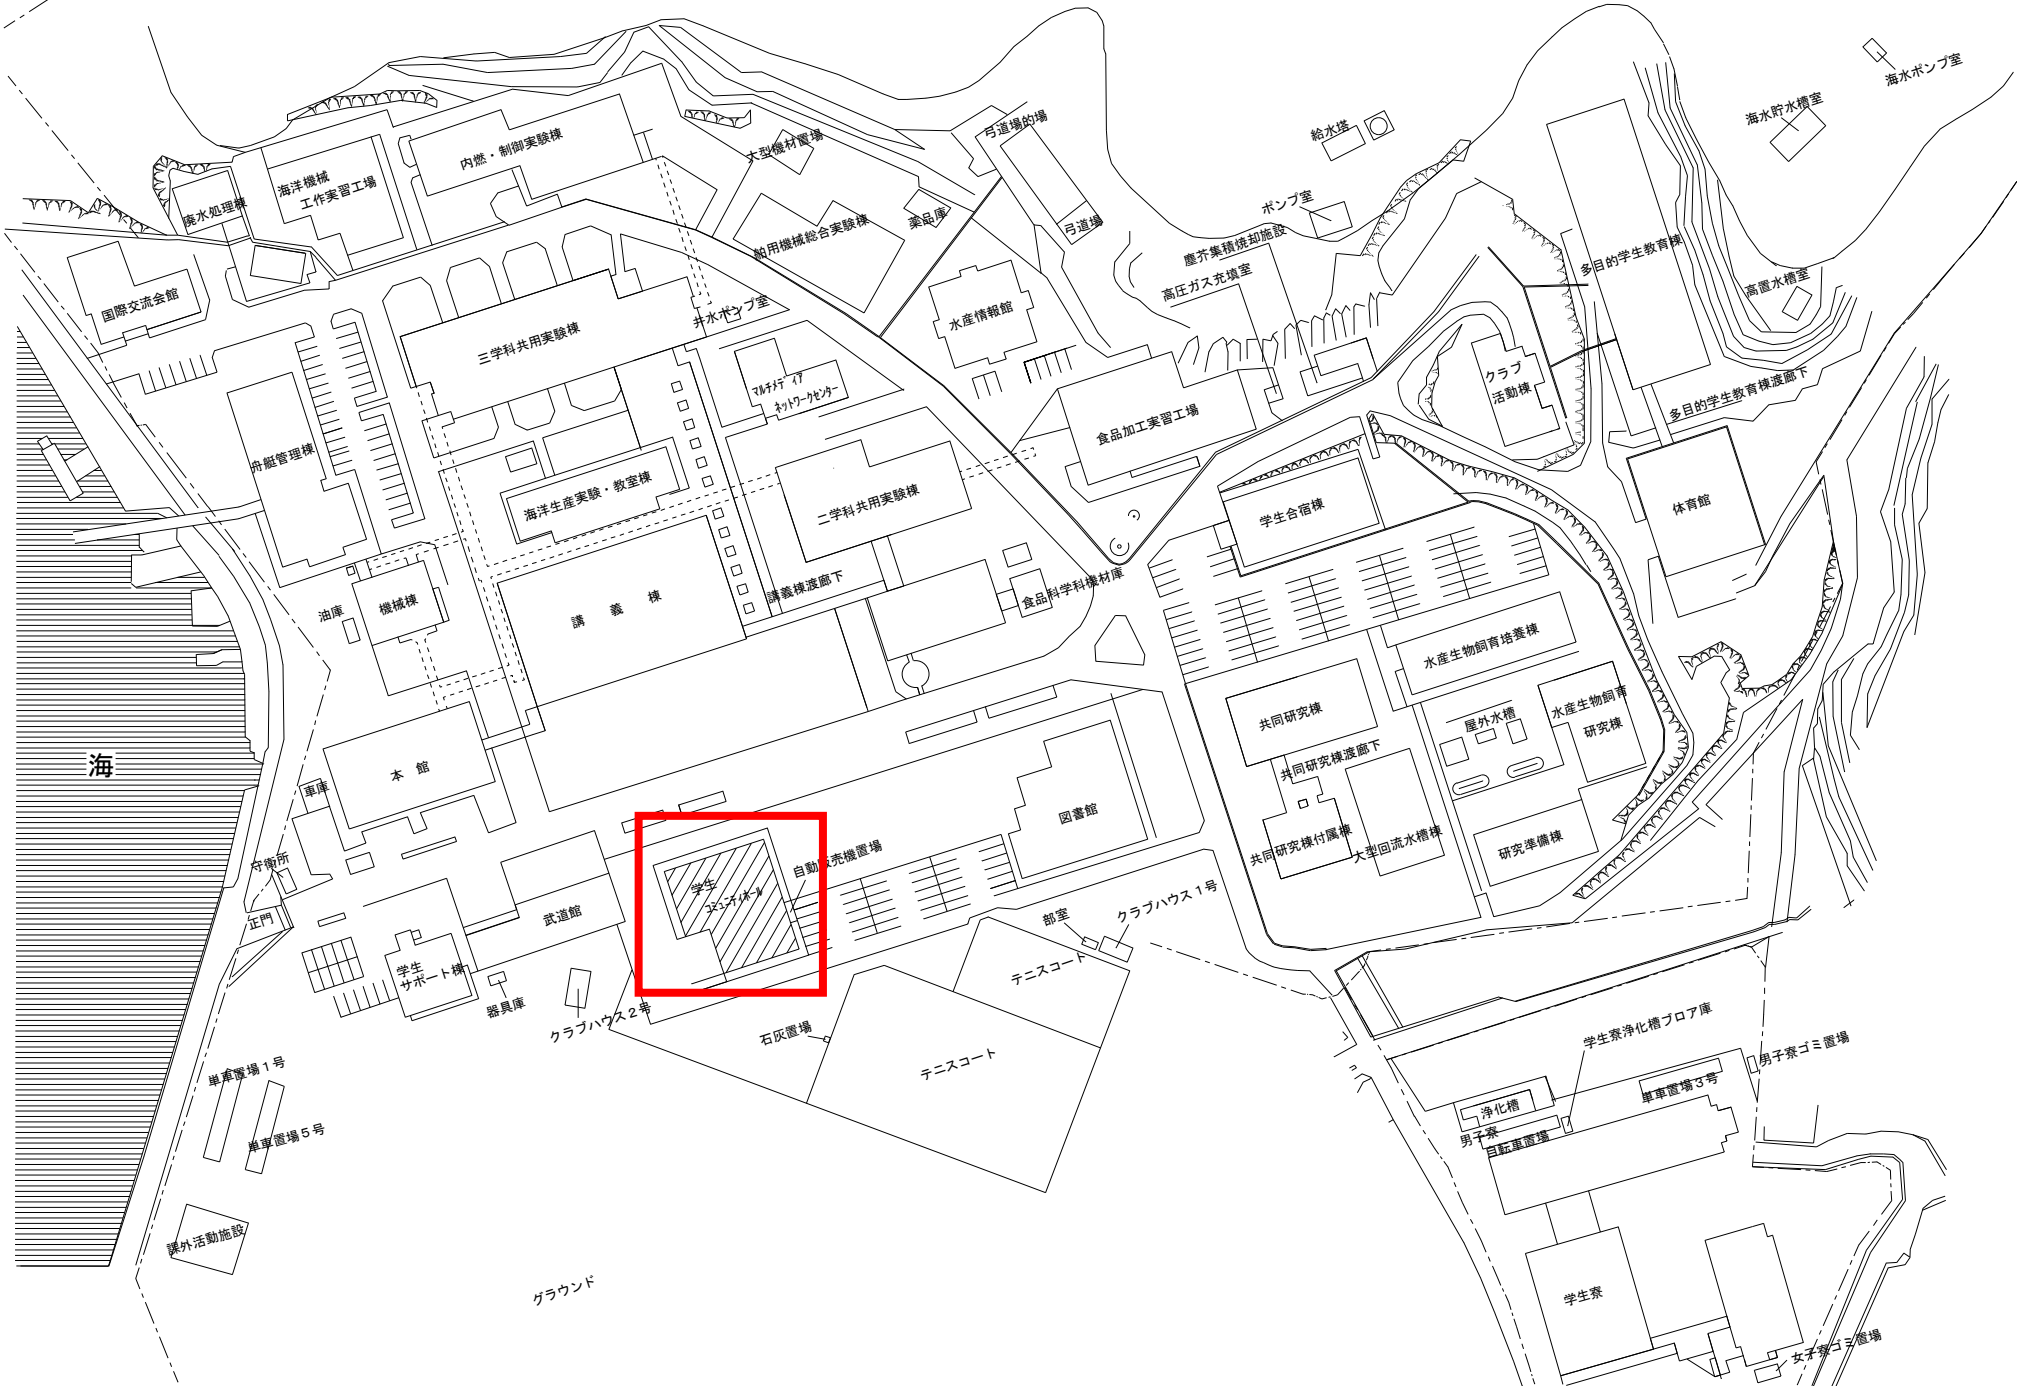 海水ポンプ室
海水貯水槽室
給水塔
弓道場的場
大型機材置場
内燃・制御実験棟
海洋機械
工作実習工場
廃水処理棟
薬品庫
弓道場
ポンプ室
舶用機械総合実験棟
塵芥集積焼却施設
高圧ガス充填室
多目的学生教育棟
高置水槽室
国際交流会館
井水ポンプ室
水産情報館
三学科共用実験棟
マルチメディア
ネットワークセンター
クラブ
活動棟
多目的学生教育棟渡廊下
食品加工実習工場
舟艇管理棟
海洋生産実験・教室棟
二学科共用実験棟
学生合宿棟
体育館
油庫
機械棟
講義棟
講義棟渡廊下
食品科学科機材庫
水産生物飼育培養棟
共同研究棟
屋外水槽
水産生物飼育
研究棟
海
本館
車庫
共同研究棟渡廊下
図書館
共同研究棟付属棟
大型回流水槽棟
研究準備棟
守衛所
正門
武道館
学生
コミュニティホール
自動販売機置場
部室
クラブハウス1号
学生
サポート棟
器具庫
クラブハウス2号
石灰置場
テニスコート
テニスコート
単車置場1号
単車置場5号
学生寮浄化槽ブロア庫
男子寮ゴミ置場
単車置場3号
浄化槽
男子寮
自転車置場
課外活動施設
グラウンド
学生寮
女子寮ゴミ置場